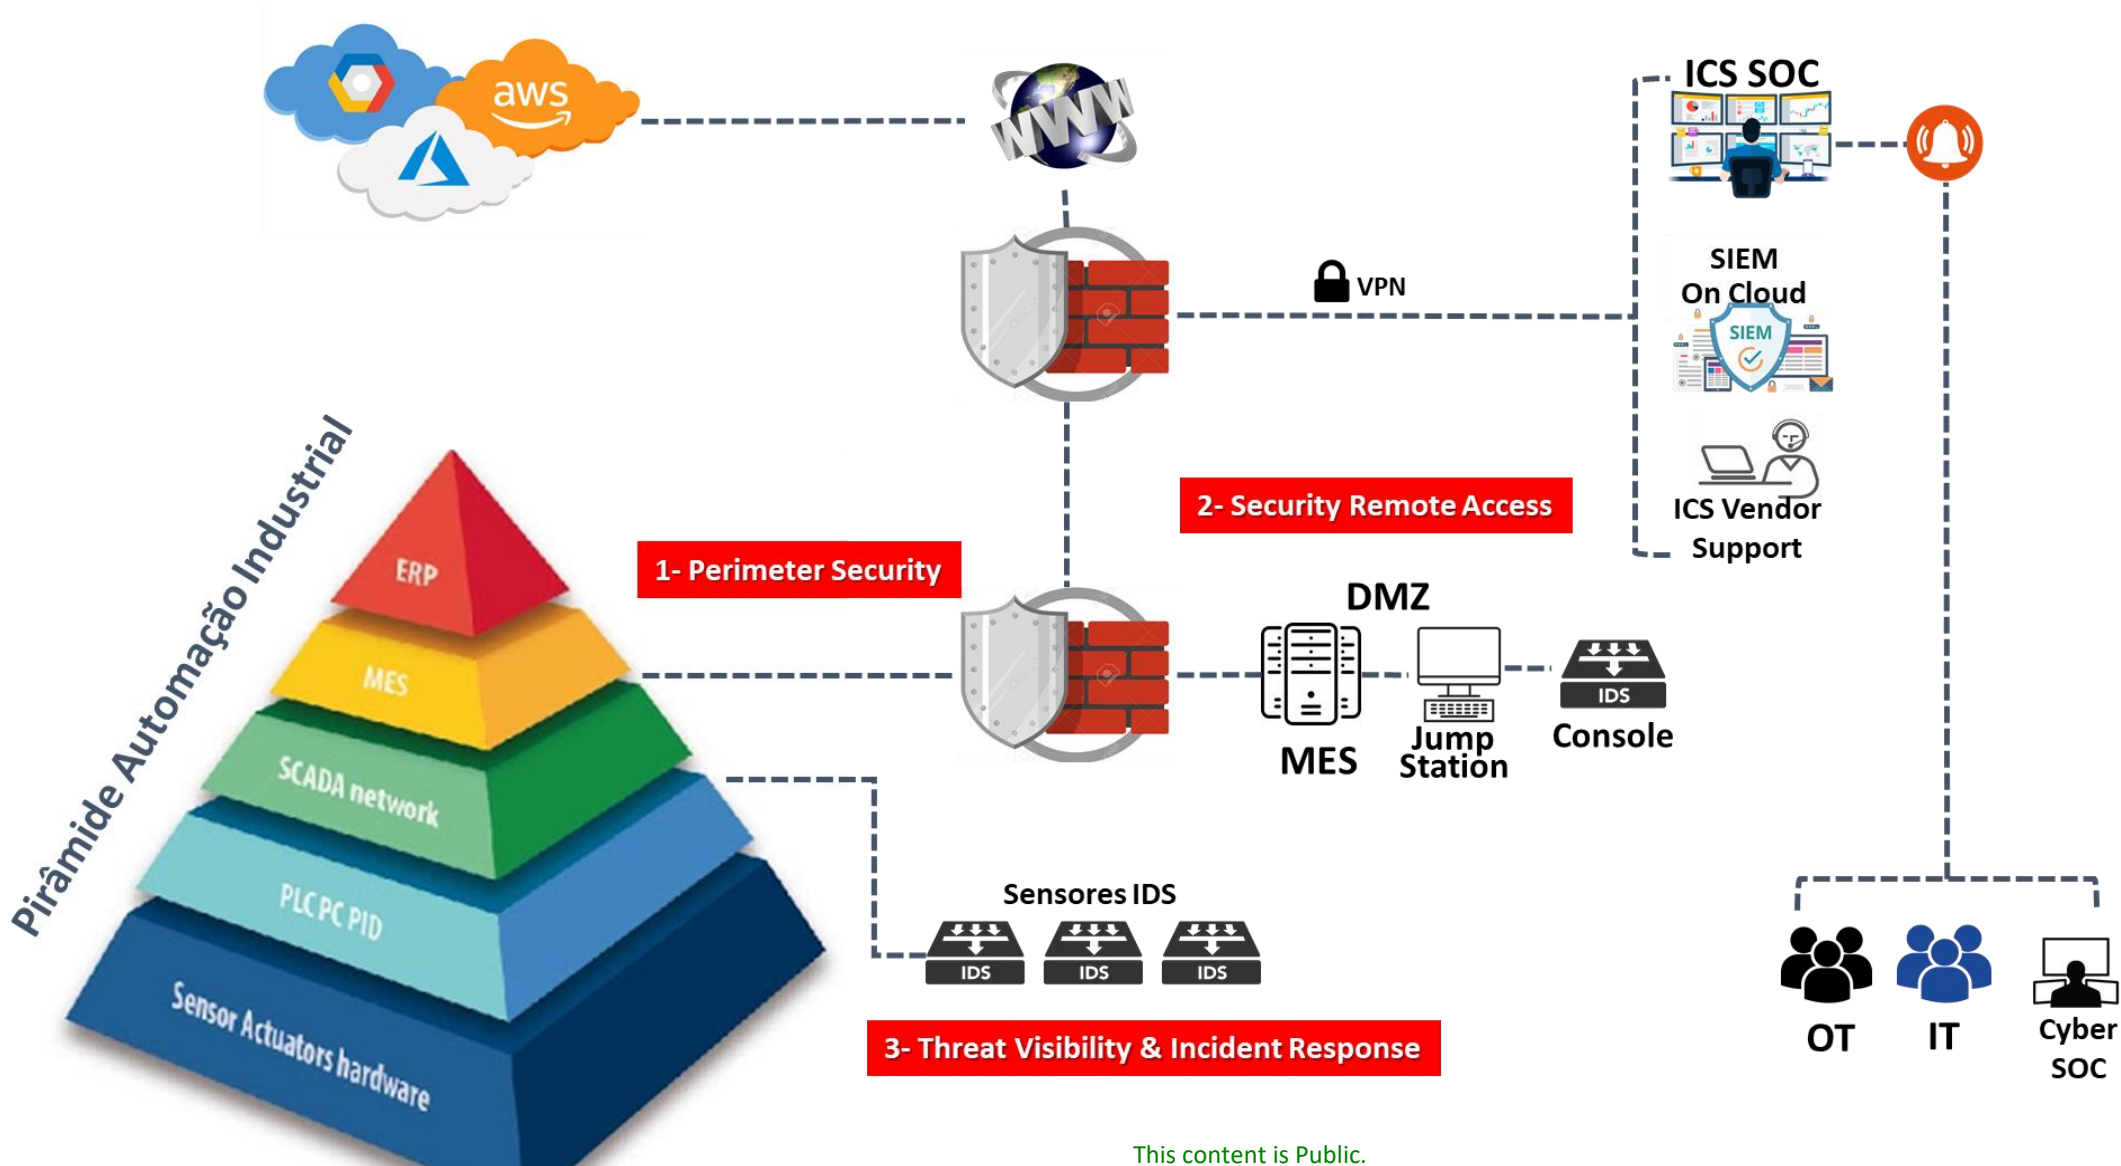 aws
WWW
ICS SOC
VPN
SIEM
On Cloud
SIEM
ICS Vendor
Support
2- Security Remote Access
1- Perimeter Security
Pirâmide Automação Industrial
ERP
MES
SCADA network
PLC PC PID
Sensor Actuators hardware
DMZ
MES
Jump
Station
IDS
Console
Sensores IDS
IDS
IDS
IDS
3- Threat Visibility & Incident Response
OT
IT
Cyber
SOC
This content is Public.